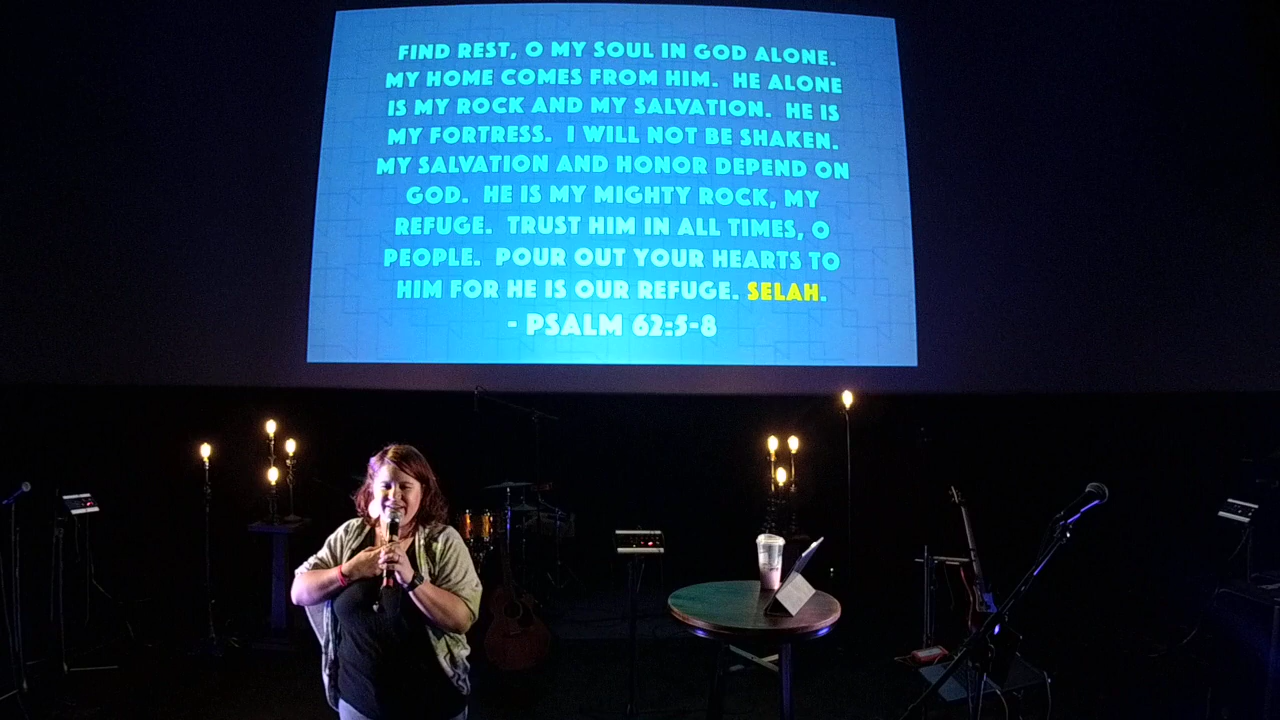 FIND REST, O MY SOUL IN GOD ALONE.
MY HOME COMES FROM HIM. HE ALONE
IS MY ROCK AND MY SALVATION. HE IS
MY FORTRESS. I WILL NOT BE SHAKEN.
MY SALVATION AND HONOR DEPEND ON
GOD. HE IS MY MIGHTY ROCK, MY
REFUGE. TRUST HIM IN ALL TIMES, O
PEOPLE. POUR OUT YOUR HEARTS TO
HIM FOR HE IS OUR REFUGE. SELAH.
- PSALM 62:5-8